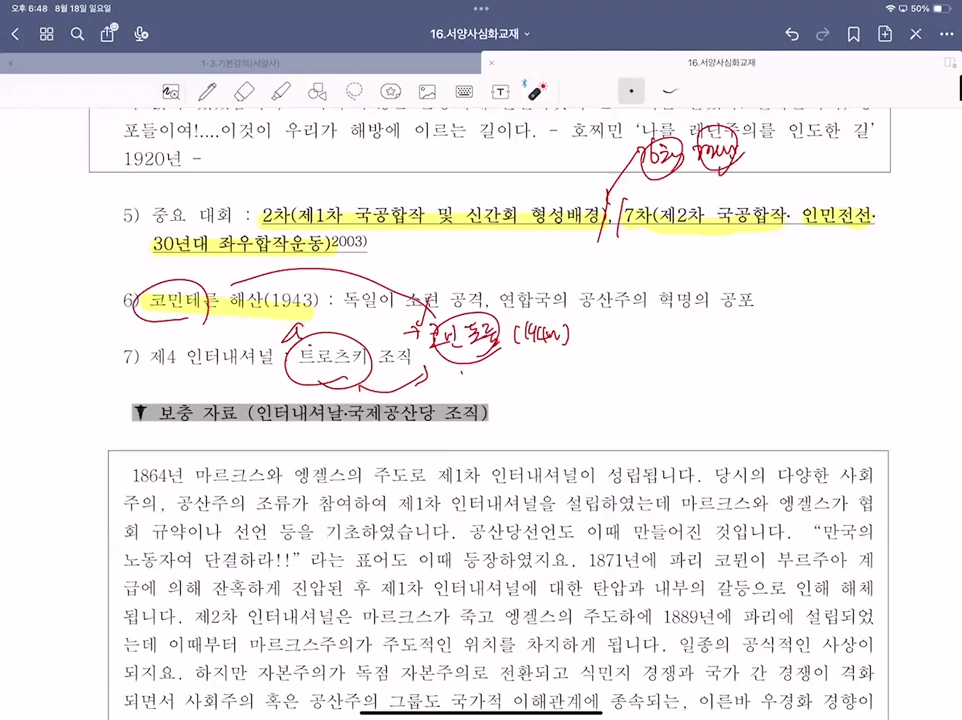 오후 6:48 8월 18일 일요일
50%
16.서양사심화교재
1-3.기본강의(서양사)
16.서양사심화교재
포들이여!....이것이 우리가 해방에 이르는 길이다. - 호찌민 ‘나를 레닌주의를 인도한 길’
1920년 -
5) 중요 대회 : 2차(제1차 국공합작 및 신간회 형성배경), 7차(제2차 국공합작· 인민전선·
30년대 좌우합작운동)2003)
6) 코민테른 해산(1943) : 독일이 소련 공격, 연합국의 공산주의 혁명의 공포
7) 제4 인터내셔널 : 트로츠키 조직
보충 자료 (인터내셔날·국제공산당 조직)
1864년 마르크스와 엥겔스의 주도로 제1차 인터내셔널이 성립됩니다. 당시의 다양한 사회
주의, 공산주의 조류가 참여하여 제1차 인터내셔널을 설립하였는데 마르크스와 엥겔스가 협
회 규약이나 선언 등을 기초하였습니다. 공산당선언도 이때 만들어진 것입니다. “만국의
노동자여 단결하라!!” 라는 표어도 이때 등장하였지요. 1871년에 파리 코뮌이 부르주아 계
급에 의해 잔혹하게 진압된 후 제1차 인터내셔널에 대한 탄압과 내부의 갈등으로 인해 해체
됩니다. 제2차 인터내셔널은 마르크스가 죽고 엥겔스의 주도하에 1889년에 파리에 설립되었
는데 이때부터 마르크스주의가 주도적인 위치를 차지하게 됩니다. 일종의 공식적인 사상이
되지요. 하지만 자본주의가 독점 자본주의로 전환되고 식민지 경쟁과 국가 간 경쟁이 격화
되면서 사회주의 혹은 공산주의 그룹도 국가적 이해관계에 종속되는, 이른바 우경화 경향이